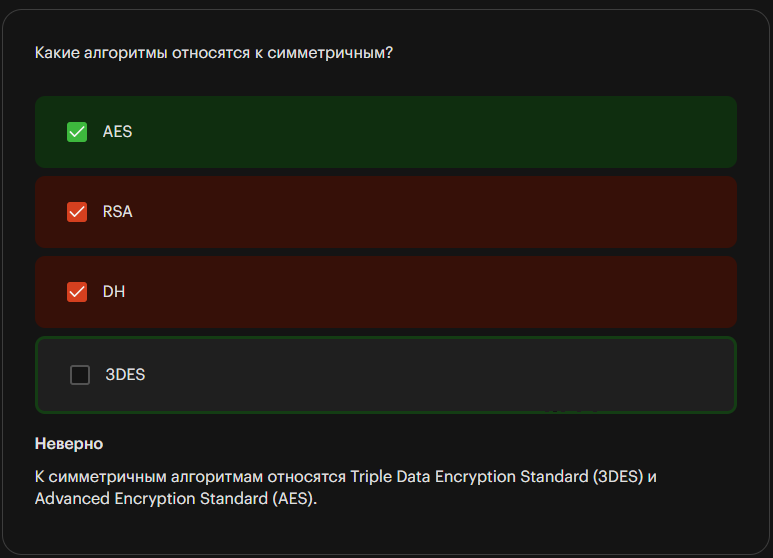 Какие алгоритмы относятся к симметричным?
AES
RSA
DH
3DES
Неверно
К симметричным алгоритмам относятся Triple Data Encryption Standard (3DES) и
Advanced Encryption Standard (AES).